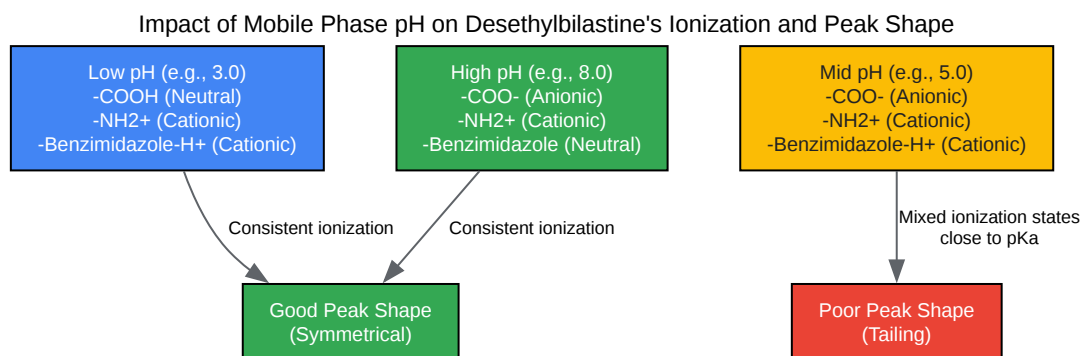 Impact of Mobile Phase pH on Desethylbilastine's Ionization and Peak Shape
Low pH (e.g., 3.0)
-COOH (Neutral)
-NH2+ (Cationic)
-Benzimidazole-H+ (Cationic)
High pH (e.g., 8.0)
-COO- (Anionic)
-NH2+ (Cationic)
-Benzimidazole (Neutral)
Mid pH (e.g., 5.0)
-COO- (Anionic)
-NH2+ (Cationic)
-Benzimidazole-H+ (Cationic)
Consistent ionization
Consistent ionization
Mixed ionization states
close to pKa
Good Peak Shape
(Symmetrical)
Poor Peak Shape
(Tailing)